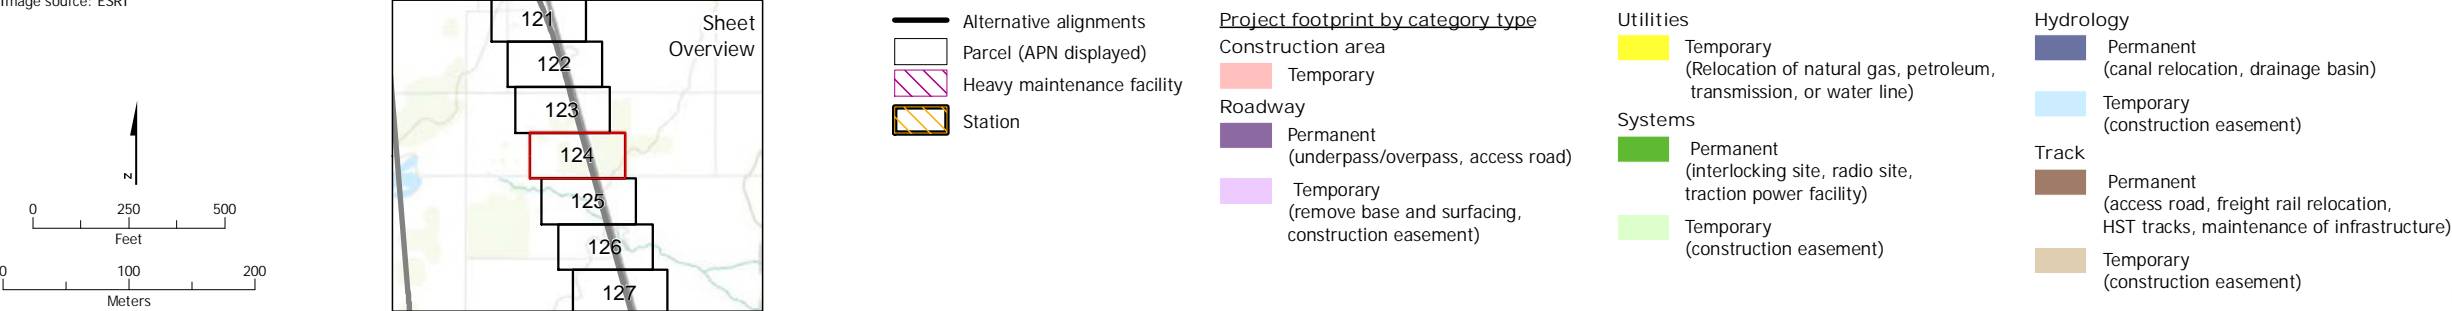 Image source: ESRI
N
0 250 500
Feet
0 100 200
Meters
Sheet
Overview
121
122
123
124
125
126
127
Alternative alignments
Parcel (APN displayed)
Heavy maintenance facility
Station
Project footprint by category type
Construction area
Temporary
Roadway
Permanent
(underpass/overpass, access road)
Temporary
(remove base and surfacing,
construction easement)
Utilities
Temporary
(Relocation of natural gas, petroleum,
transmission, or water line)
Systems
Permanent
(interlocking site, radio site,
traction power facility)
Temporary
(construction easement)
Hydrology
Permanent
(canal relocation, drainage basin)
Temporary
(construction easement)
Track
Permanent
(access road, freight rail relocation,
HST tracks, maintenance of infrastructure)
Temporary
(construction easement)